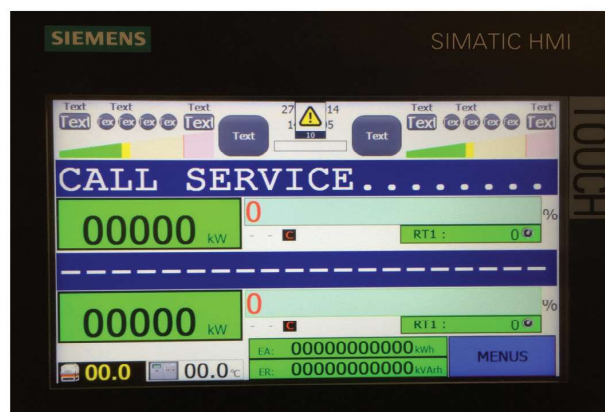 SIEMENS
SIMATIC HMI
TOUCH
Text Text Text 27 14 Text Text Text
Text ex ex ex ex Text Text 10 Text Text ex ex ex ex Text
CALL SERVICE........
00000 kW
0 %
- - C RT1 : 0
--------------------
00000 kW
0 %
- - C RT1 : 0
EA: 00000000000 kWh
ER: 00000000000 kVArh
MENUS
00.0 00.0 °C